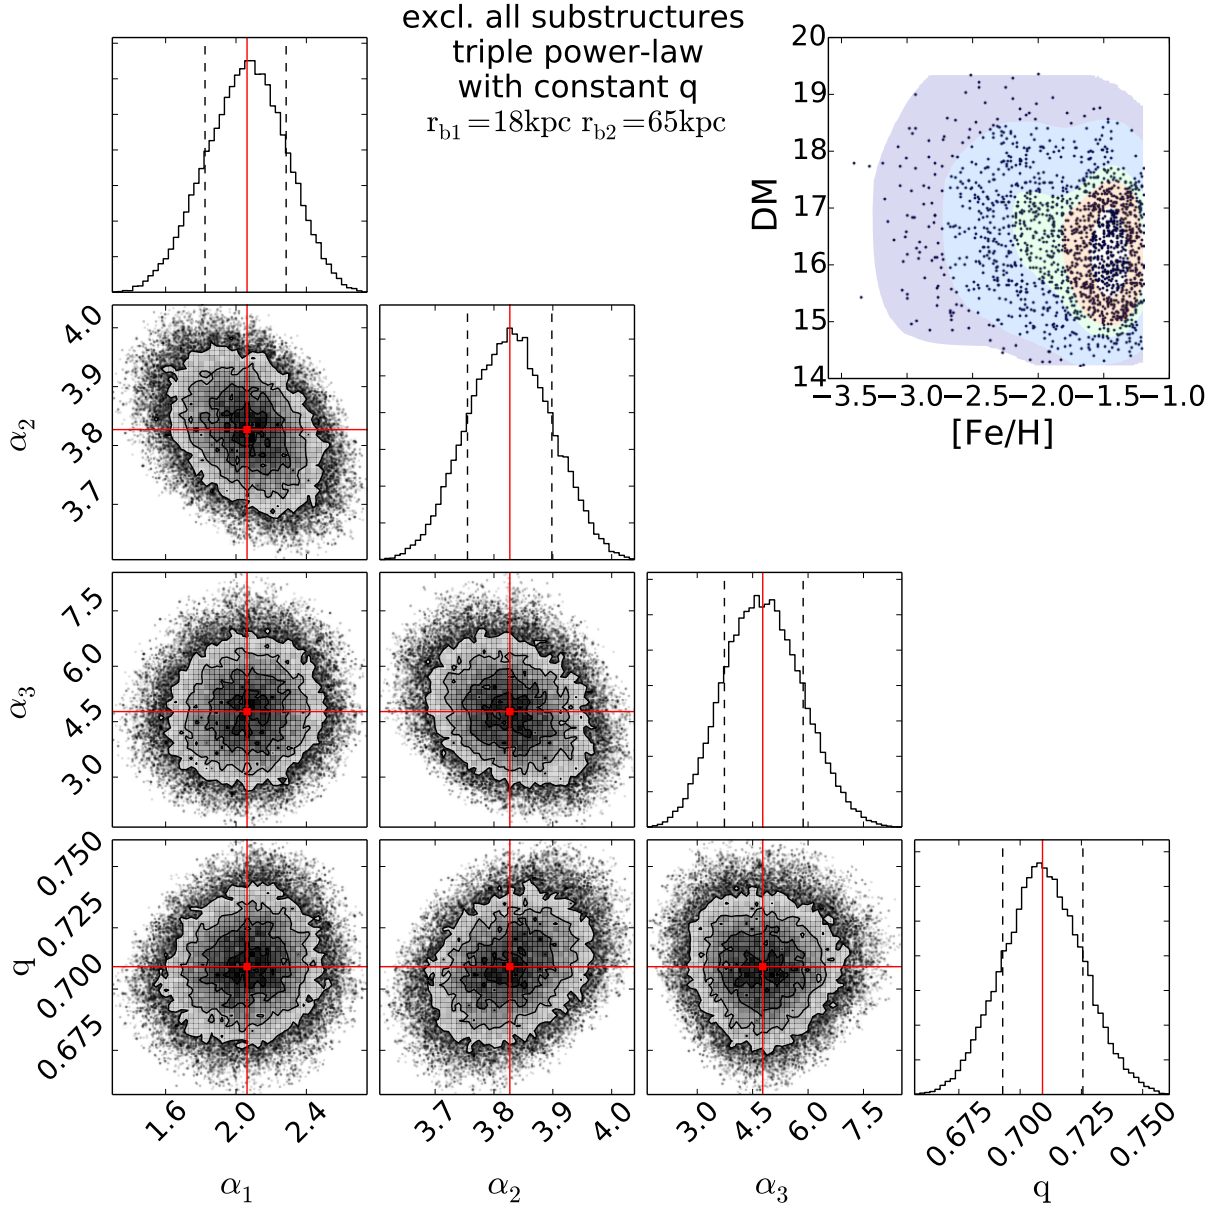 excl. all substructures
triple power-law
with constant q
r_b1=18kpc r_b2=65kpc
20
19
18
17
16
15
14
DM
−3.5 −3.0 −2.5 −2.0 −1.5 −1.0
[Fe/H]
4.0
3.9
3.8
3.7
α_2
7.5
6.0
4.5
3.0
α_3
0.750
0.725
0.700
0.675
q
1.6 2.0 2.4
3.7 3.8 3.9 4.0
3.0 4.5 6.0 7.5
0.675 0.700 0.725 0.750
α_1 α_2 α_3 q